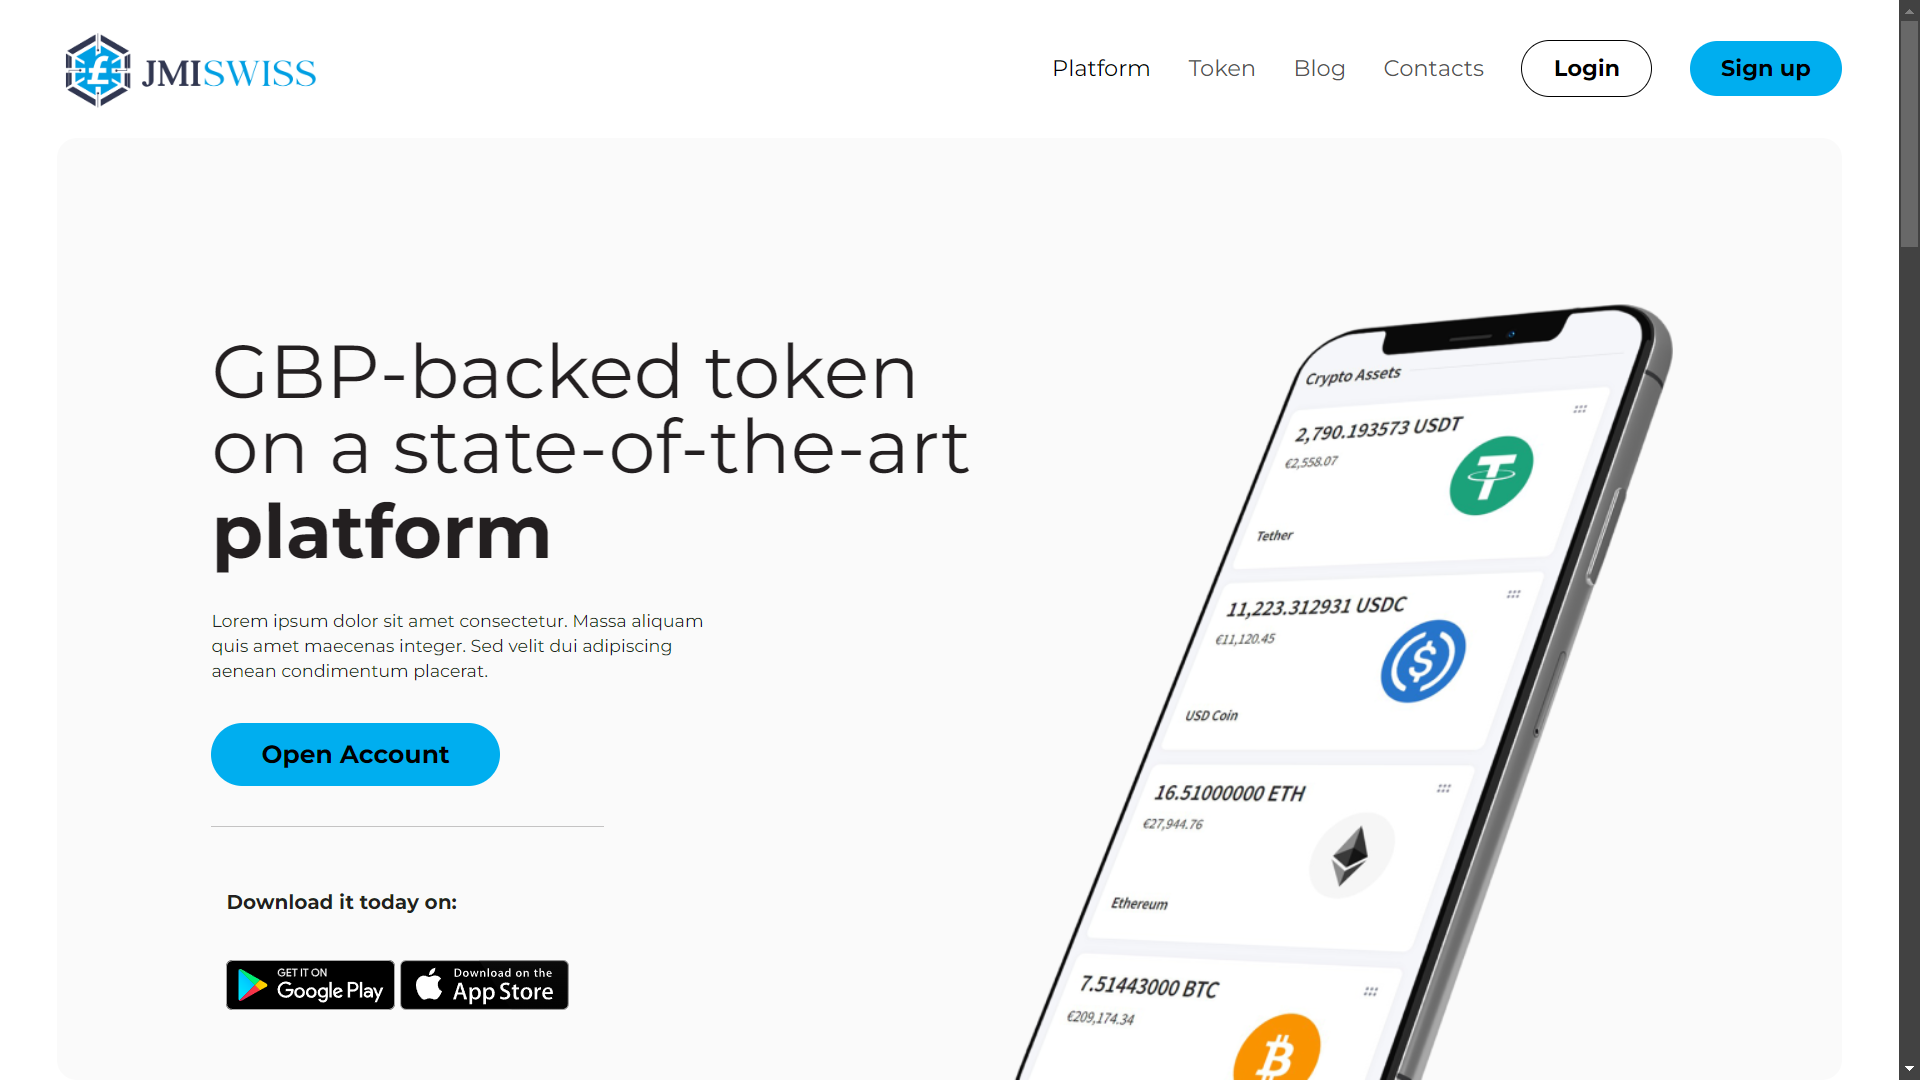 JMISWISS
Platform
Token
Blog
Contacts
Login
Sign up
GBP-backed token
on a state-of-the-art
platform
Lorem ipsum dolor sit amet consectetur. Massa aliquam
quis amet maecenas integer. Sed velit dui adipiscing
aenean condimentum placerat.
Open Account
Download it today on:
GET IT ON
Google Play
Download on the
App Store
Crypto Assets
2,790.193573 USDT
€2,558.07
Tether
11,223.312931 USDC
€11,120.45
USD Coin
16.51000000 ETH
€27,944.76
Ethereum
7.51443000 BTC
€209,174.34